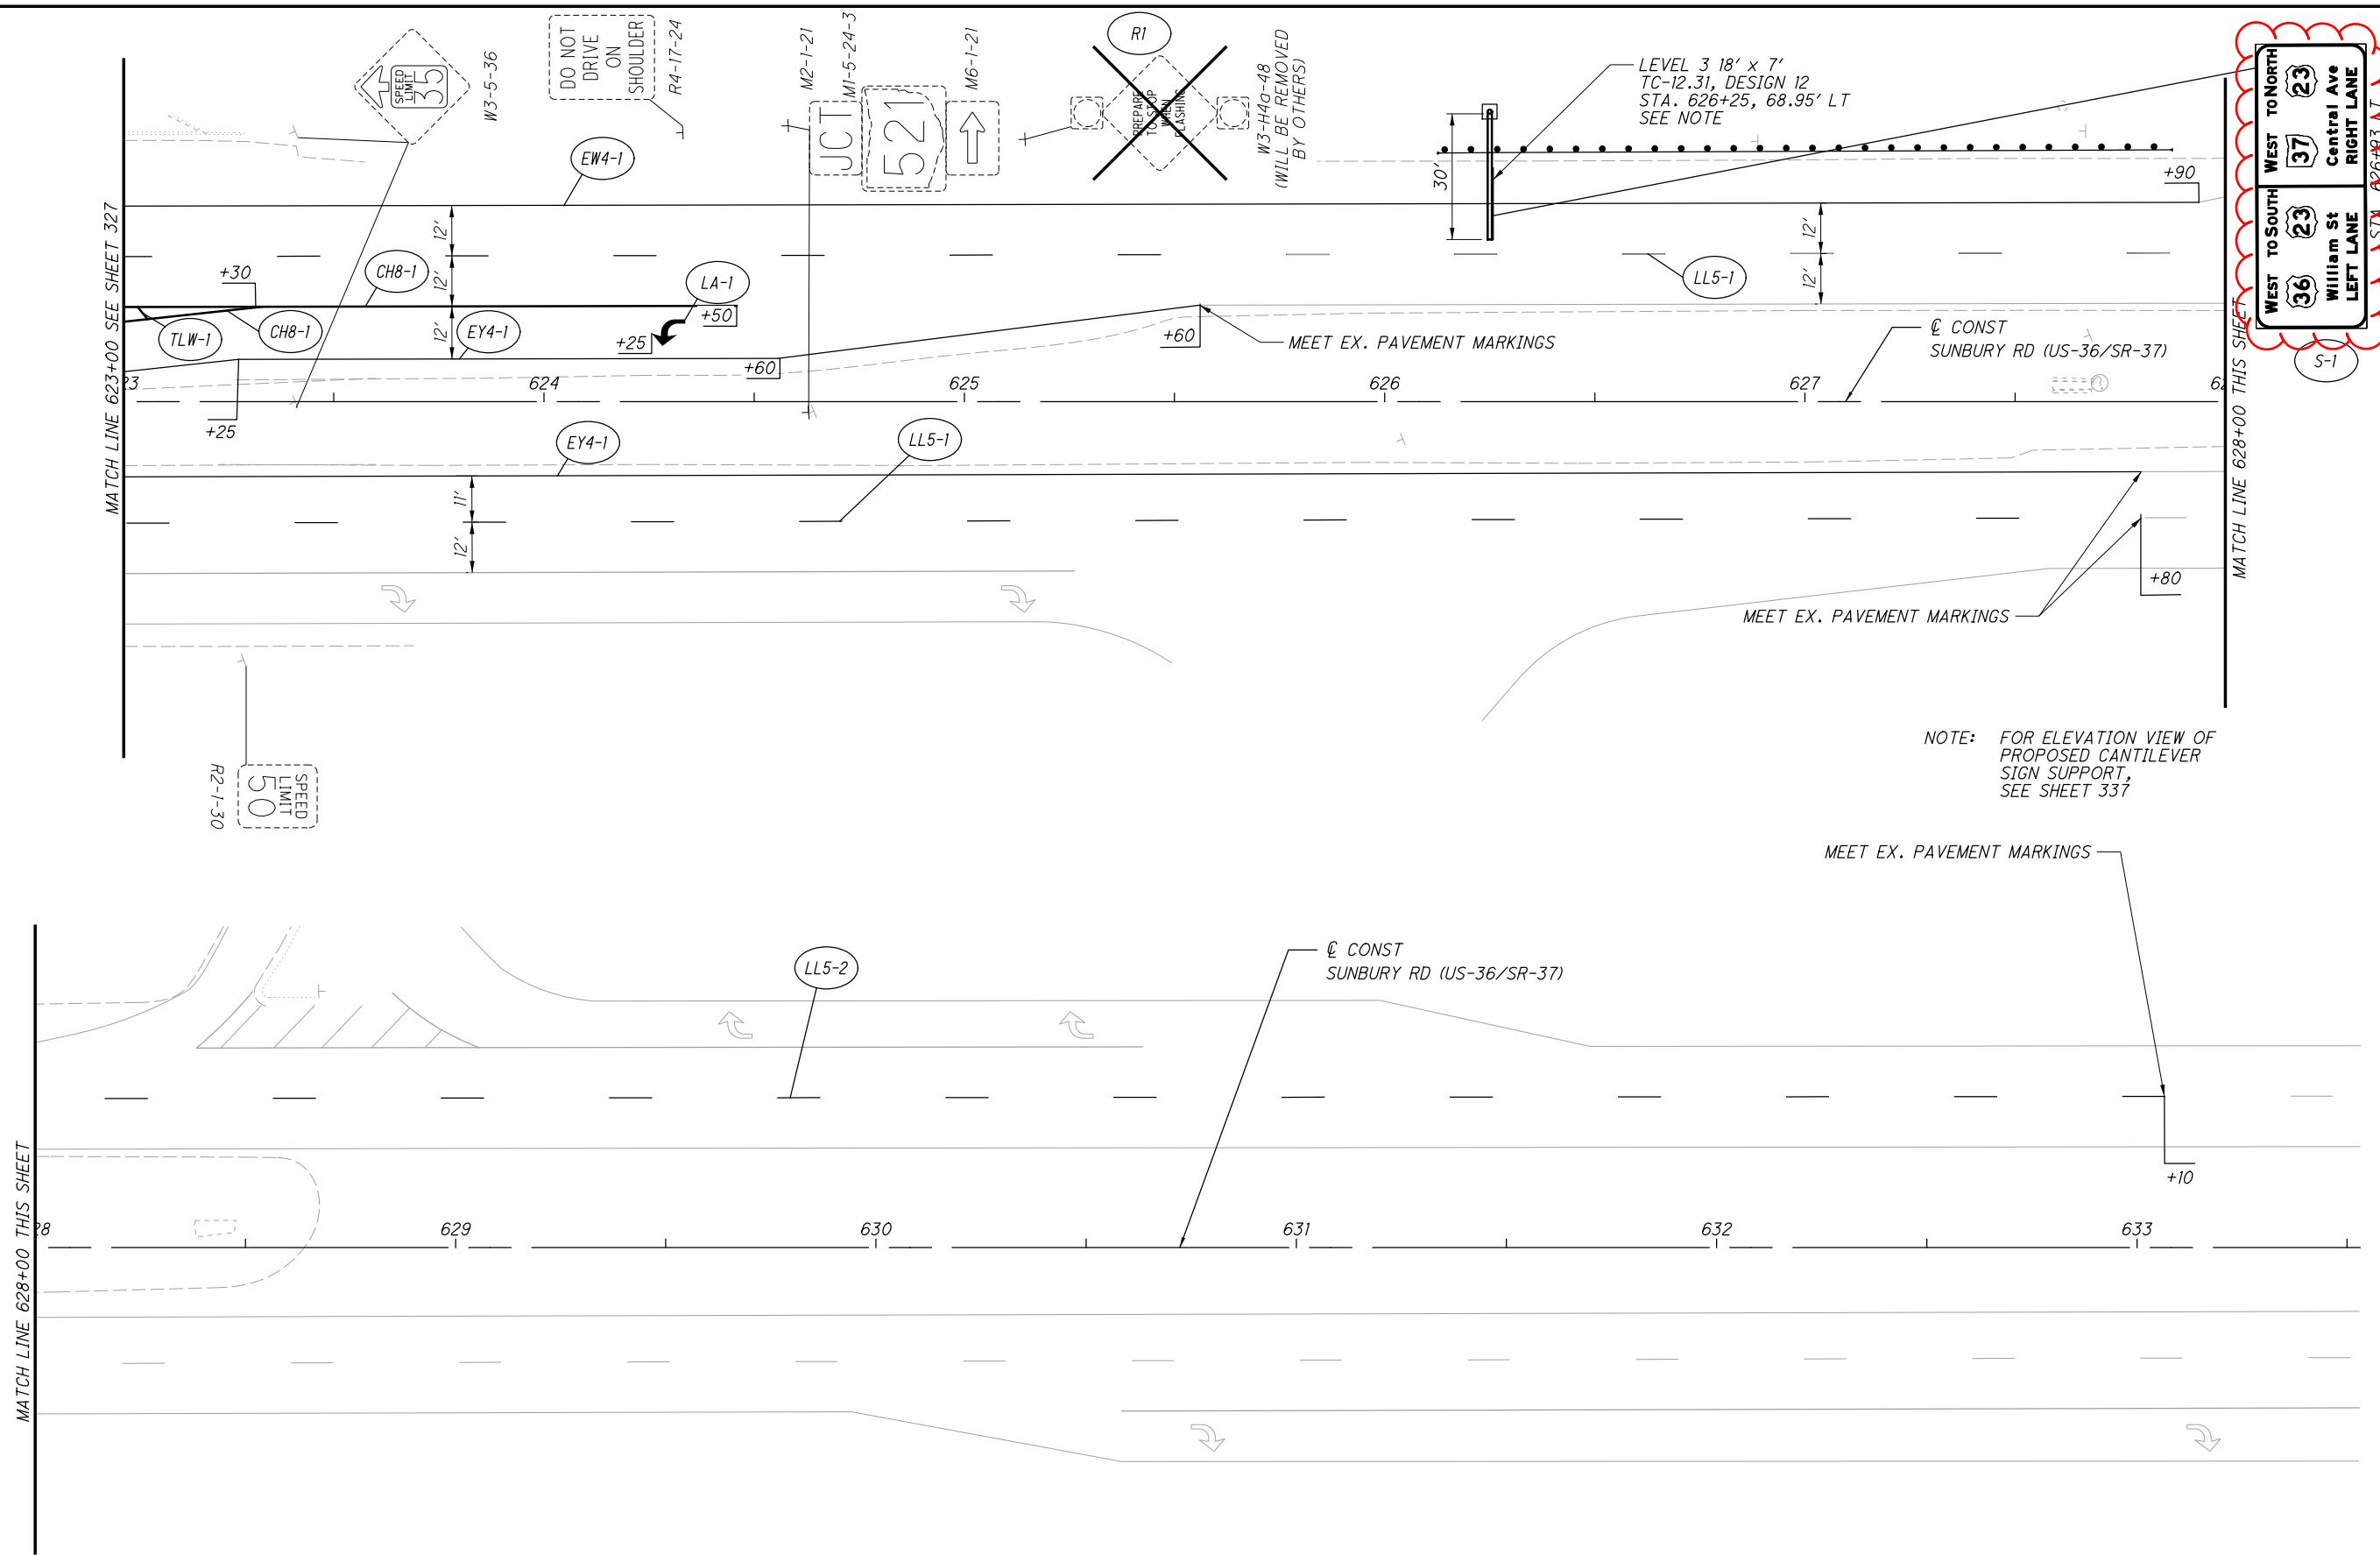 SPEED
LIMIT
35
W3-5-36
DO NOT
DRIVE
ON
SHOULDER
R4-17-24
M2-1-21
M1-5-24-3
M6-1-21
JCT
521
R1
PREPARE
TO STOP
WHEN
FLASHING
W3-H4a-48
(WILL BE REMOVED
BY OTHERS)
LEVEL 3 18' x 7'
TC-12.31, DESIGN 12
STA. 626+25, 68.95' LT
SEE NOTE
WEST TO NORTH
37 23
Central Ave
RIGHT LANE
WEST TO SOUTH
36 23
William St
LEFT LANE
S-1
MATCH LINE 623+00 SEE SHEET 327
EW4-1
30'
+90
12'
12'
12'
12'
12'
+30
CH8-1
LA-1
LL5-1
TLW-1
CH8-1
EY4-1
+25
+50
+60
+60
MEET EX. PAVEMENT MARKINGS
℄ CONST
SUNBURY RD (US-36/SR-37)
624
625
626
627
+25
EY4-1
LL5-1
11'
12'
+80
MEET EX. PAVEMENT MARKINGS
MATCH LINE 628+00 THIS SHEET
SPEED
LIMIT
50
R2-1-30
NOTE: FOR ELEVATION VIEW OF
PROPOSED CANTILEVER
SIGN SUPPORT,
SEE SHEET 337
MEET EX. PAVEMENT MARKINGS
LL5-2
℄ CONST
SUNBURY RD (US-36/SR-37)
+10
MATCH LINE 628+00 THIS SHEET
629
630
631
632
633